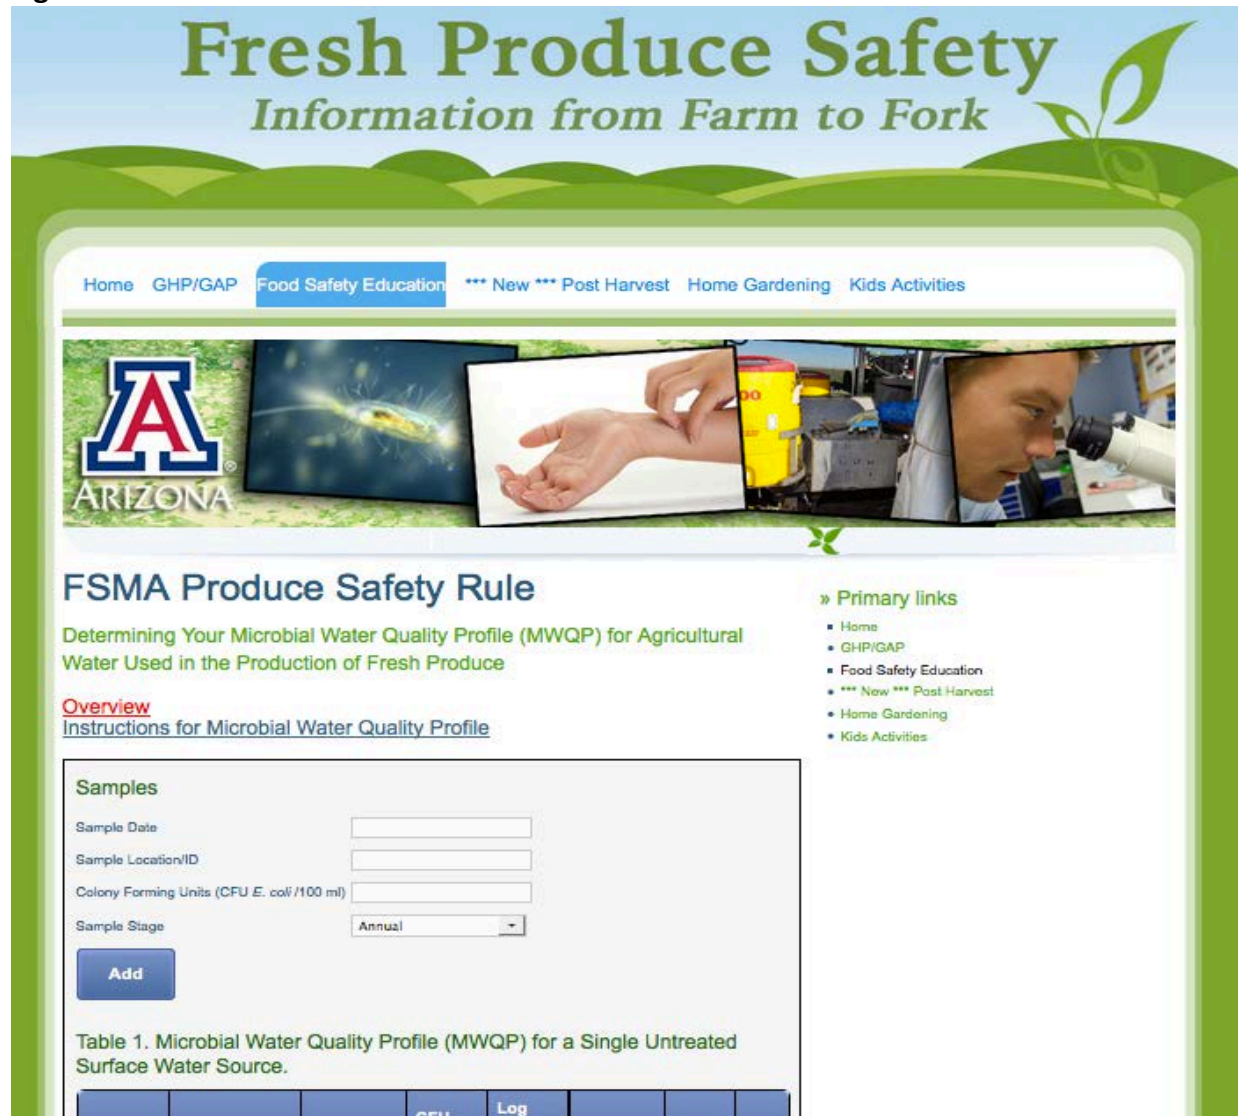 Fresh Produce Safety
Information from Farm to Fork
Home GHP/GAP Food Safety Education *** New *** Post Harvest Home Gardening Kids Activities
A
®
ARIZONA
FSMA Produce Safety Rule
Determining Your Microbial Water Quality Profile (MWQP) for Agricultural
Water Used in the Production of Fresh Produce
Overview
Instructions for Microbial Water Quality Profile
» Primary links
Home
GHP/GAP
Food Safety Education
*** New *** Post Harvest
Home Gardening
Kids Activities
Samples
Sample Date
Sample Location/ID
Colony Forming Units (CFU E. coli /100 ml)
Sample Stage Annual
Add
Table 1. Microbial Water Quality Profile (MWQP) for a Single Untreated
Surface Water Source.
Log